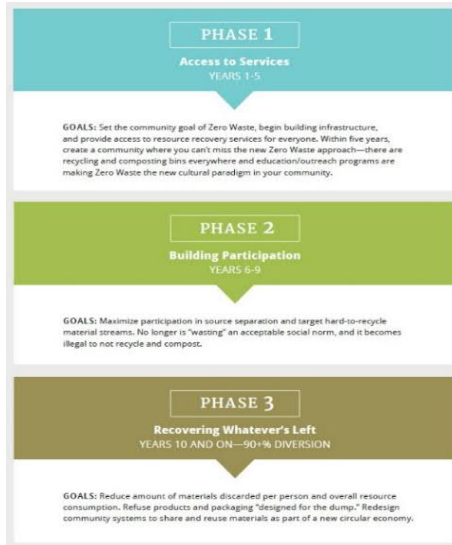 PHASE 1
Access to Services
YEARS 1-5
GOALS: Set the community goal of Zero Waste, begin building infrastructure,
and provide access to resource recovery services for everyone. Within five years,
create a community where you can't miss the new Zero Waste approach—there are
recycling and composting bins everywhere and education/outreach programs are
making Zero Waste the new cultural paradigm in your community.
PHASE 2
Building Participation
YEARS 6-9
GOALS: Maximize participation in source separation and target hard-to-recycle
material streams. No longer is "wasting" an acceptable social norm, and it becomes
illegal to not recycle and compost.
PHASE 3
Recovering Whatever's Left
YEARS 10 AND ON—90+% DIVERSION
GOALS: Reduce amount of materials discarded per person and overall resource
consumption. Refuse products and packaging "designed for the dump." Redesign
community systems to share and reuse materials as part of a new circular economy.